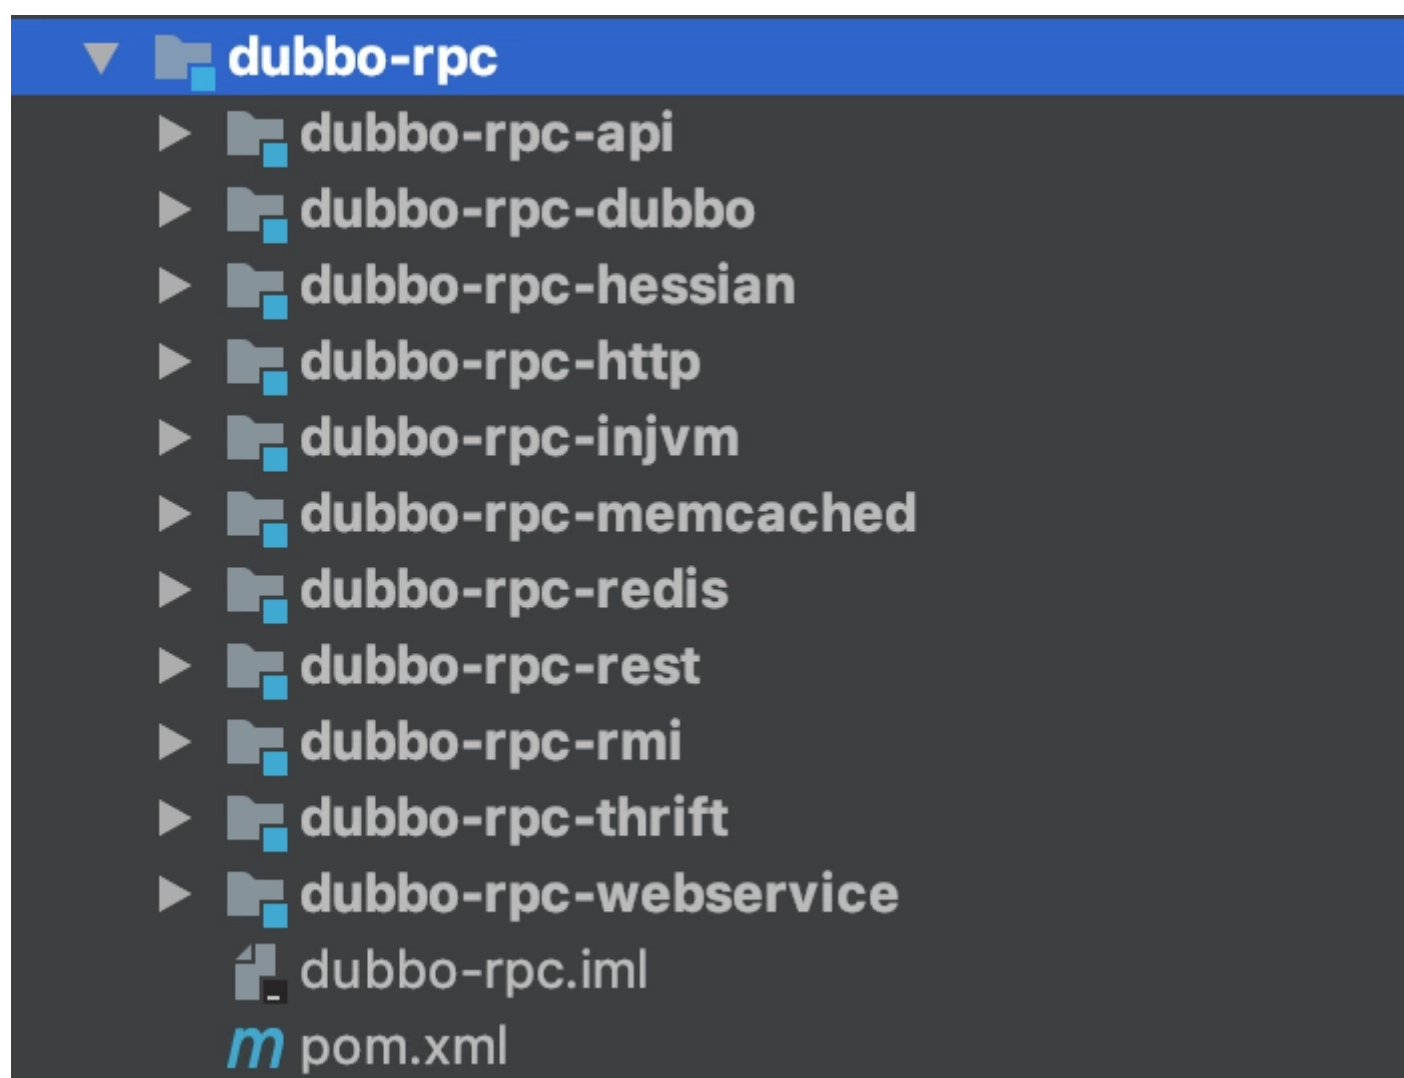 dubbo-rpc
dubbo-rpc-api
dubbo-rpc-dubbo
dubbo-rpc-hessian
dubbo-rpc-http
dubbo-rpc-injvm
dubbo-rpc-memcached
dubbo-rpc-redis
dubbo-rpc-rest
dubbo-rpc-rmi
dubbo-rpc-thrift
dubbo-rpc-webservice
dubbo-rpc.iml
m pom.xml